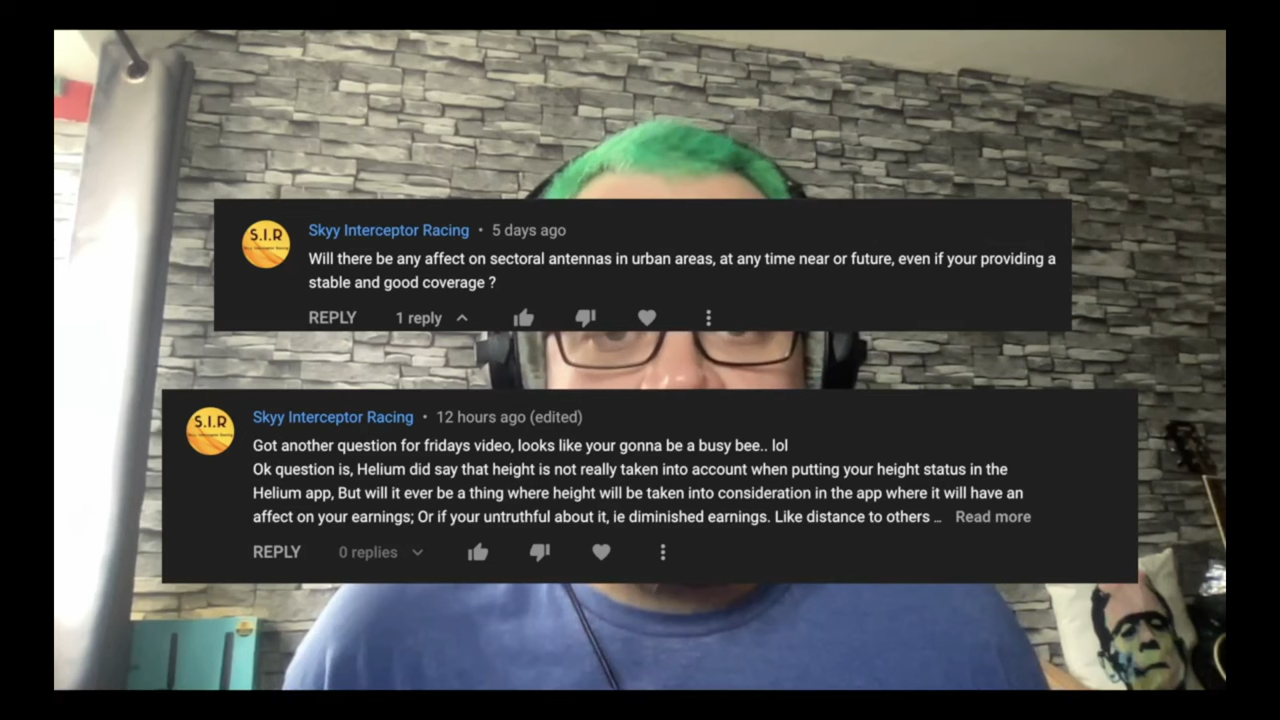 S.I.R
Skyy Interceptor Racing • 5 days ago
Will there be any affect on sectoral antennas in urban areas, at any time near or future, even if your providing a
stable and good coverage ?
REPLY 1 reply
S.I.R
Skyy Interceptor Racing • 12 hours ago (edited)
Got another question for fridays video, looks like your gonna be a busy bee.. lol
Ok question is, Helium did say that height is not really taken into account when putting your height status in the
Helium app, But will it ever be a thing where height will be taken into consideration in the app where it will have an
affect on your earnings; Or if your untruthful about it, ie diminished earnings. Like distance to others ... Read more
REPLY 0 replies